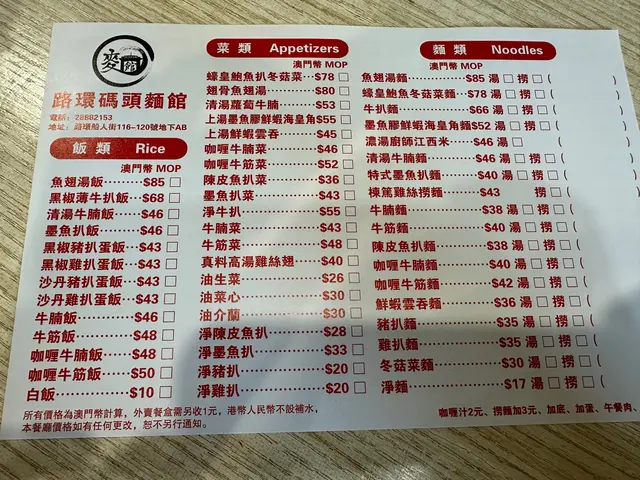 麥館
路環碼頭麵館
電話: 28882153
地址: 路環船人街116-120號地下AB
飯類 Rice
澳門幣 MOP
魚翅湯飯……$85 □
黑椒薄牛扒飯…$68 □
清湯牛腩飯……$46 □
墨魚扒飯………$46 □
黑椒豬扒蛋飯…$43 □
黑椒雞扒蛋飯…$43 □
沙丹豬扒蛋飯…$43 □
沙丹雞扒蛋飯…$43 □
牛腩飯…………$46 □
牛筋飯…………$48 □
咖喱牛腩飯……$48 □
咖喱牛筋飯……$50 □
白飯……………$10 □
菜類 Appetizers
澳門幣 MOP
蠔皇鮑魚扒冬菇菜…$78 □
翅骨魚翅湯………$80 □
清湯蘿蔔牛腩……$53 □
上湯墨魚膠鮮蝦海皇角$55 □
上湯鮮蝦雲吞……$45 □
咖喱牛腩菜………$46 □
咖喱牛筋菜………$52 □
陳皮魚扒菜………$36 □
墨魚扒菜…………$43 □
淨牛扒……………$55 □
牛腩菜……………$43 □
牛筋菜……………$48 □
真料高湯雞絲翅…$40 □
油生菜……………$26 □
油菜心……………$30 □
油介蘭……………$30 □
淨陳皮魚扒………$28 □
淨墨魚扒…………$33 □
淨豬扒……………$20 □
淨雞扒……………$20 □
麵類 Noodles
澳門幣 MOP
魚翅湯麵…………$85 湯 □ 撈 □ ( )
蠔皇鮑魚冬菇菜麵…$78 湯 □ 撈 □ ( )
牛扒麵……………$66 湯 □ 撈 □ ( )
墨魚膠鮮蝦海皇角麵$52 湯 □ 撈 □ ( )
濃湯廚師江西米……$46 湯 □ ( )
清湯牛腩麵………$46 湯 □ 撈 □ (
特式墨魚扒麵……$40 湯 □ 撈 □ (
棟篤雞絲撈麵……$43 撈 □ (
牛腩麵……………$38 湯 □ 撈 □ (
牛筋麵……………$40 湯 □ 撈 □ (
陳皮魚扒麵………$38 湯 □ 撈 □ (
咖喱牛腩麵………$40 湯 □ 撈 □ (
咖喱牛筋麵………$42 湯 □ 撈 □ (
鮮蝦雲吞麵………$36 湯 □ 撈 □ (
豬扒麵……………$35 湯 □ 撈 □ (
雞扒麵……………$35 湯 □ 撈 □ (
冬菇菜麵…………$30 湯 □ 撈 □ (
淨麵………………$17 湯 □ 撈 □ (
所有價格為澳門幣計算，外賣餐盒需另收1元，港幣人民幣不設補水，
本餐廳價格如有任何更改，恕不另行通知。
咖喱汁2元、撈麵加3元、加底、加蛋、午餐肉、